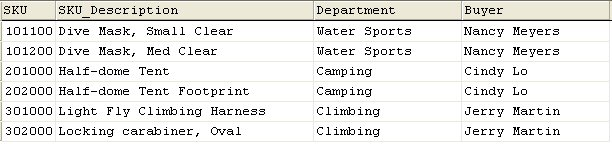 SKU SKU_Description Department Buyer
101100 Dive Mask, Small Clear Water Sports Nancy Meyers
101200 Dive Mask, Med Clear Water Sports Nancy Meyers
201000 Half-dome Tent Camping Cindy Lo
202000 Half-dome Tent Footprint Camping Cindy Lo
301000 Light Fly Climbing Harness Climbing Jerry Martin
302000 Locking carabiner, Oval Climbing Jerry Martin